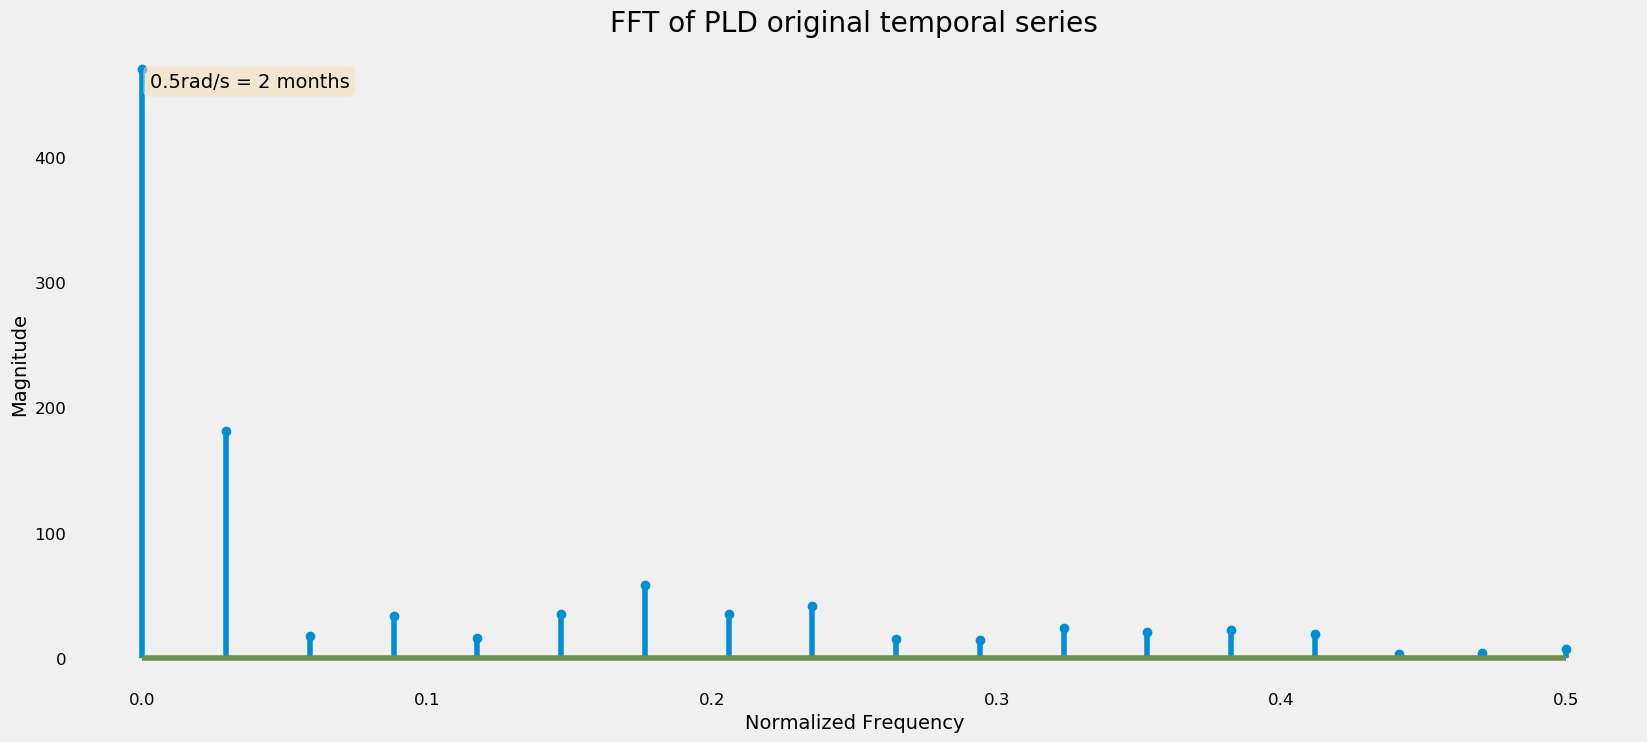 FFT of PLD original temporal series
0.5rad/s = 2 months
400
300
200
100
0
Magnitude
0.0 0.1 0.2 0.3 0.4 0.5
Normalized Frequency